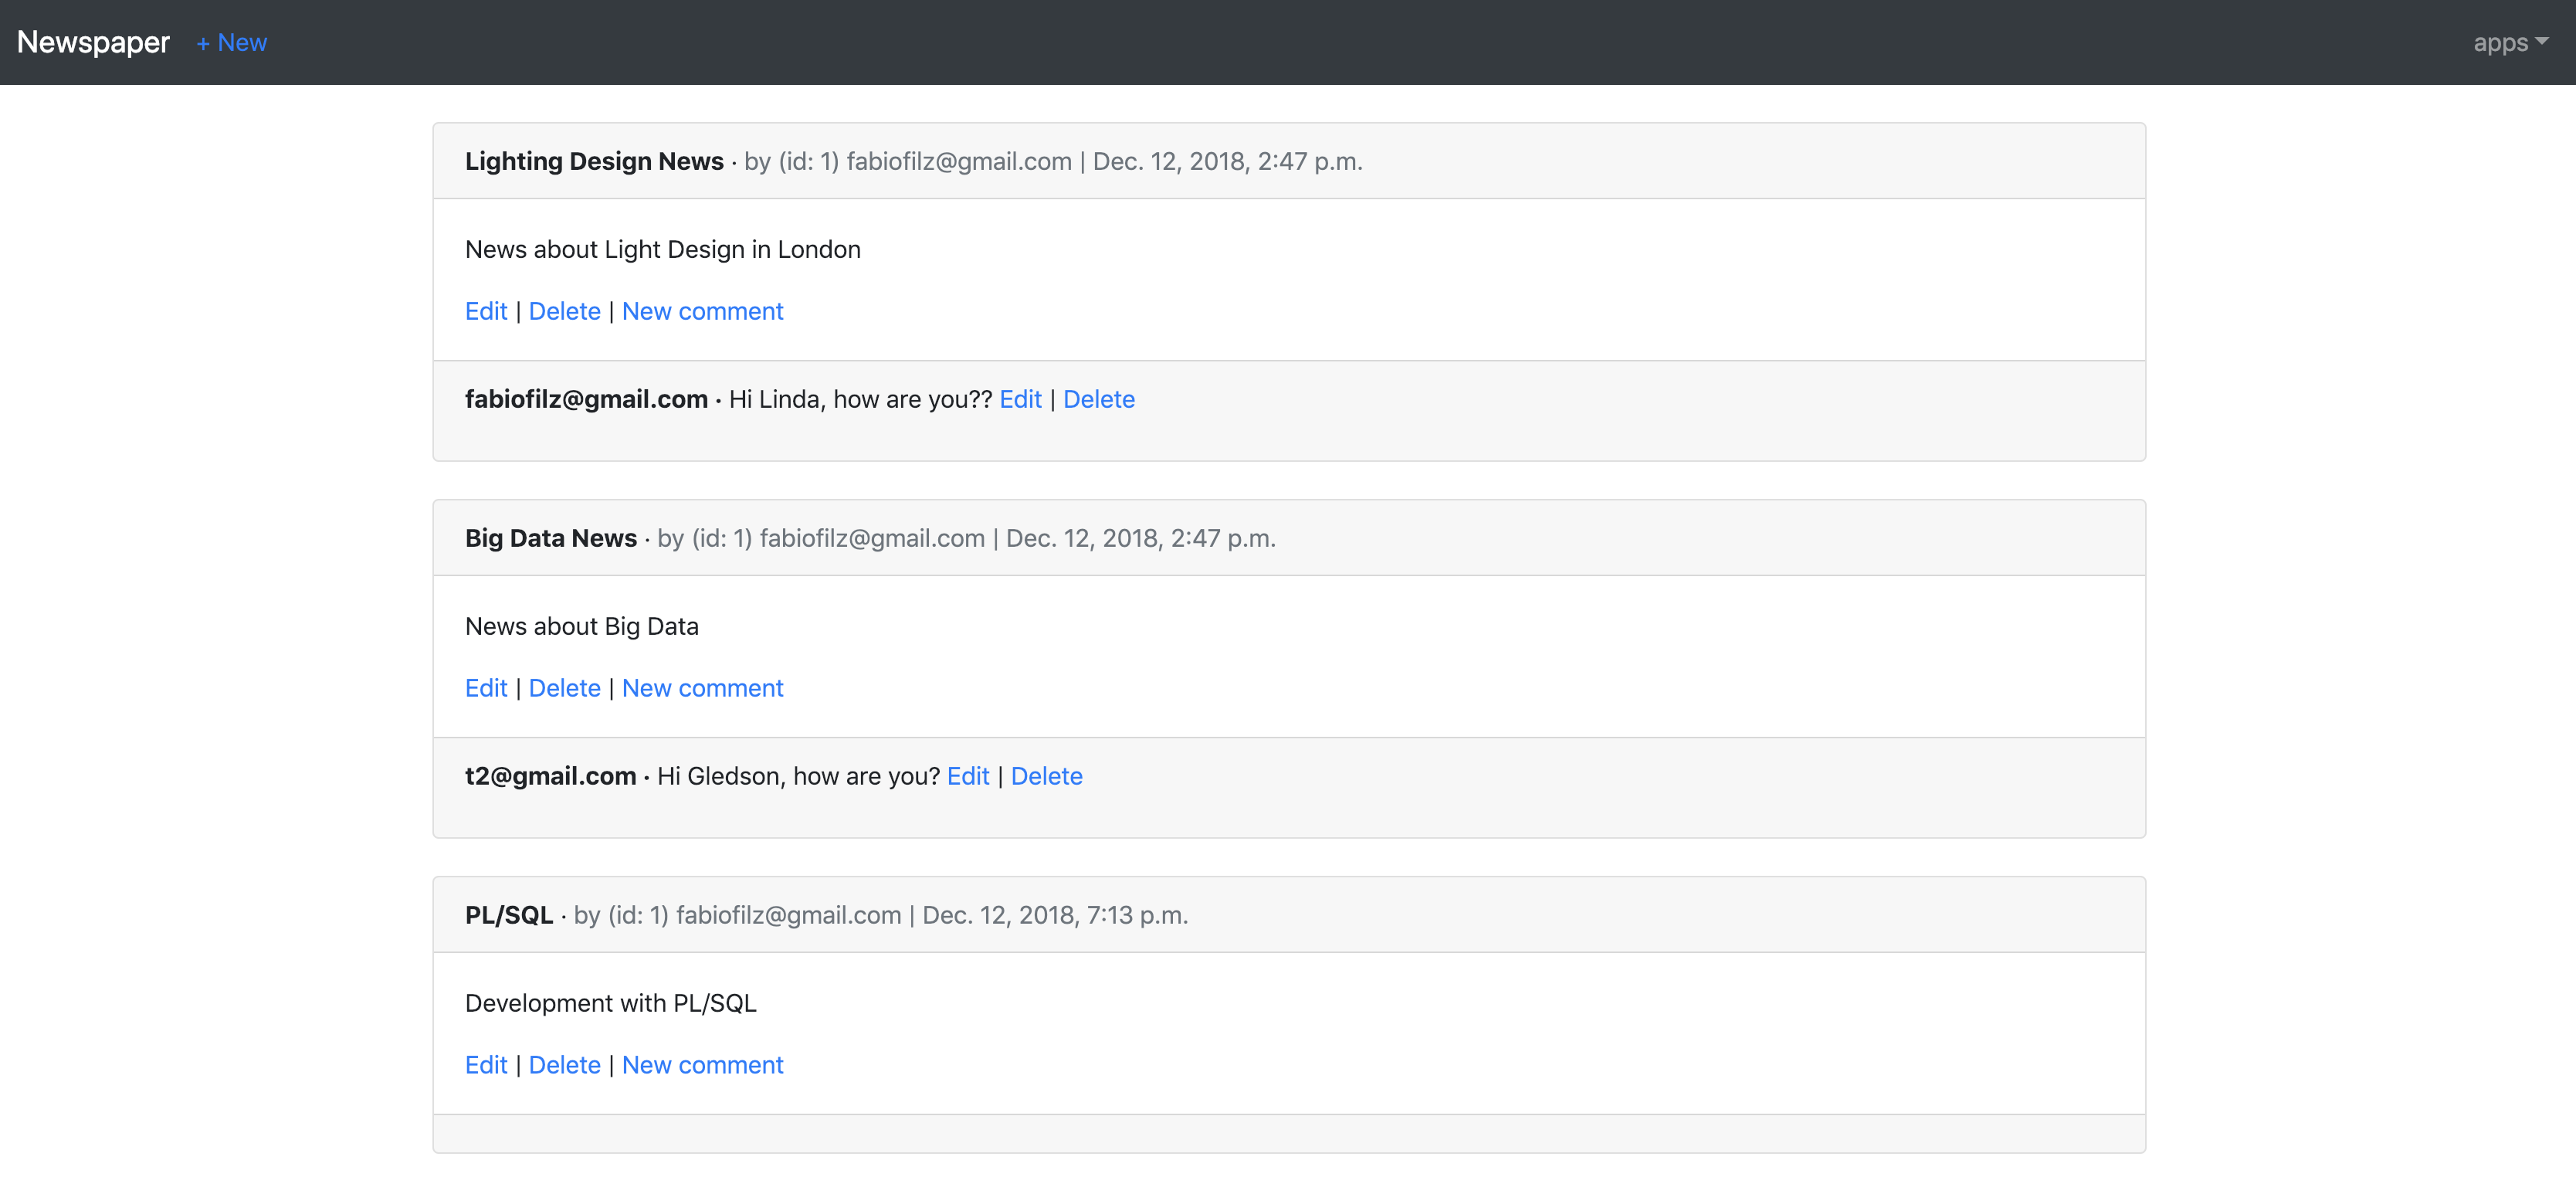 Newspaper + New apps
Lighting Design News · by (id: 1) fabiofilz@gmail.com | Dec. 12, 2018, 2:47 p.m.
News about Light Design in London
Edit | Delete | New comment
fabiofilz@gmail.com · Hi Linda, how are you?? Edit | Delete
Big Data News · by (id: 1) fabiofilz@gmail.com | Dec. 12, 2018, 2:47 p.m.
News about Big Data
Edit | Delete | New comment
t2@gmail.com · Hi Gledson, how are you? Edit | Delete
PL/SQL · by (id: 1) fabiofilz@gmail.com | Dec. 12, 2018, 7:13 p.m.
Development with PL/SQL
Edit | Delete | New comment